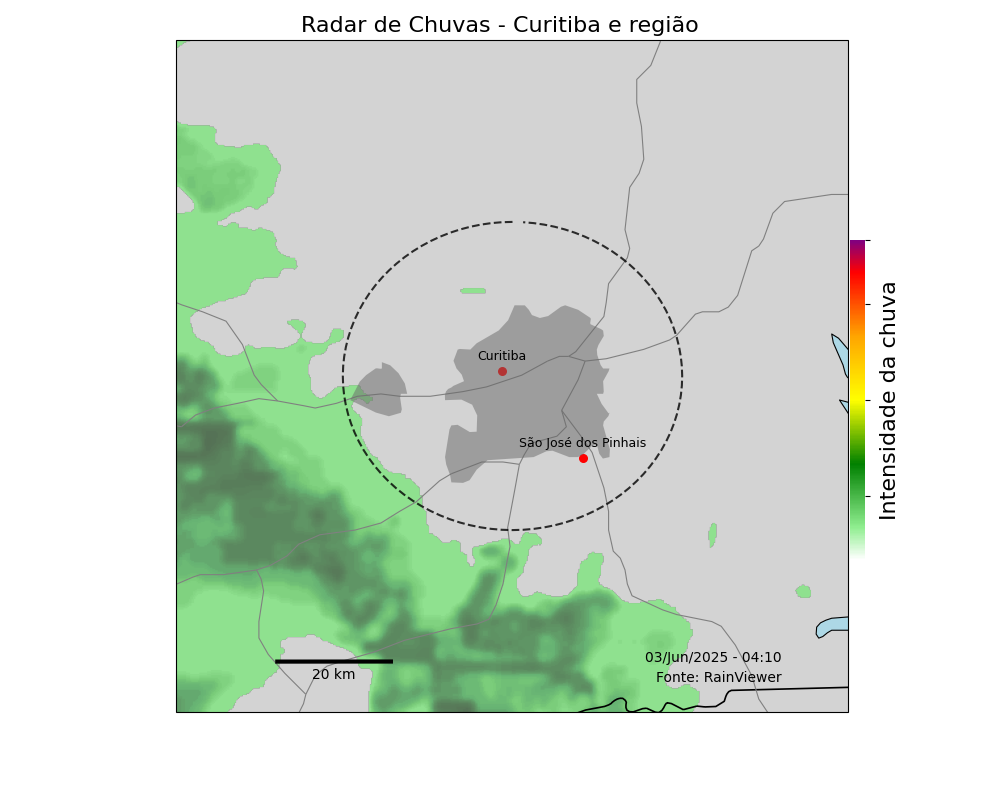 Radar de Chuvas - Curitiba e região
Curitiba
São José dos Pinhais
Intensidade da chuva
03/Jun/2025 - 04:10
Fonte: RainViewer
20 km